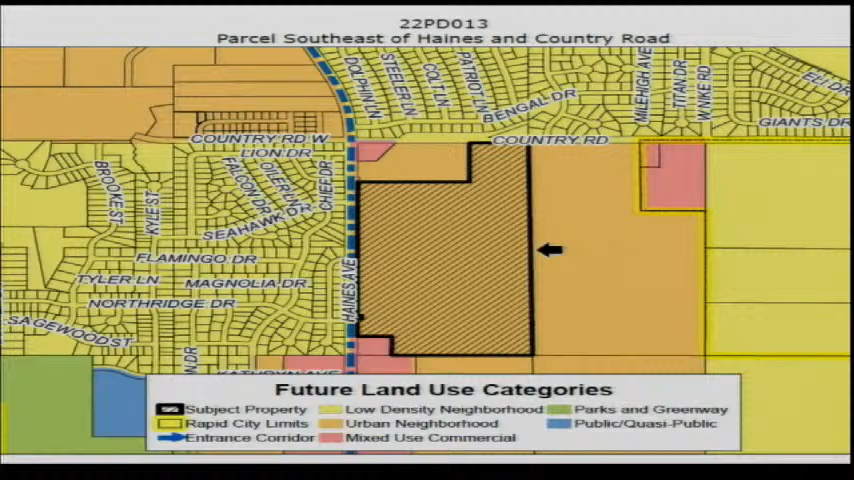 22PD013
Parcel Southeast of Haines and Country Road
DOLPHIN LN
STEELER LN
COLT LN
PATRIOT LN
BENGAL DR
MILEHIGH AVE
TITAN DR
GIANTS DR
COUNTRY RD W
COUNTRY RD
LION DR
BROOKE ST
KYLE ST
FALCON DR
CHIEF DR
SEAHAWK DR
FLAMINGO DR
TYLER LN
MAGNOLIA DR
HAINES AVE
NORTHRIDGE DR
SAGEWOOD ST
Future Land Use Categories
Subject Property
Low Density Neighborhood
Parks and Greenway
Rapid City Limits
Urban Neighborhood
Public/Quasi-Public
Entrance Corridor
Mixed Use Commercial